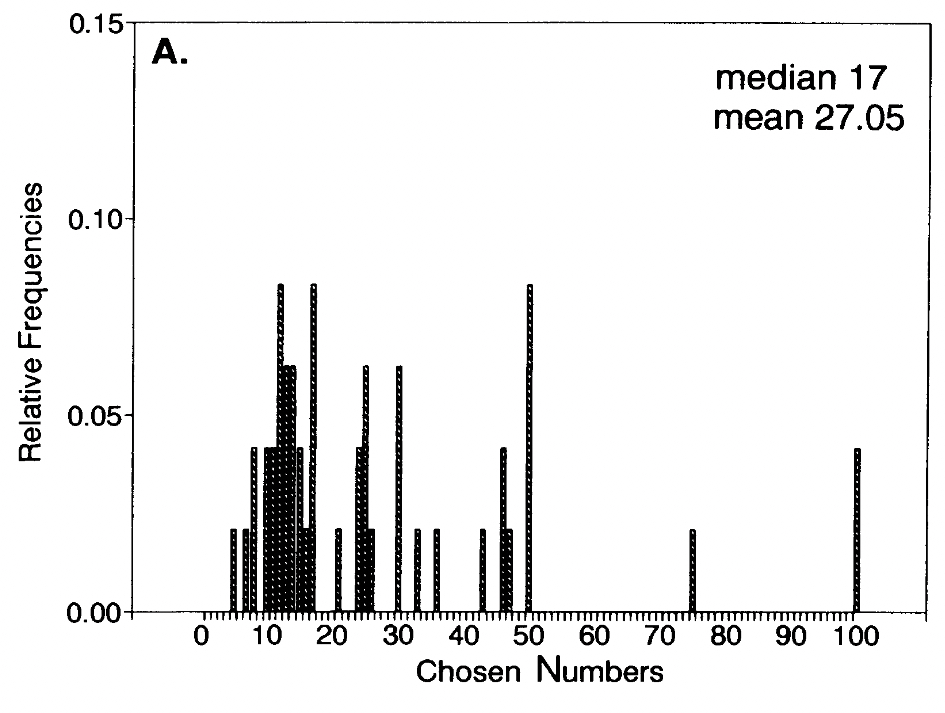 A.
median 17
mean 27.05
Relative Frequencies
0.15
0.10
0.05
0.00
0 10 20 30 40 50 60 70 80 90 100
Chosen Numbers